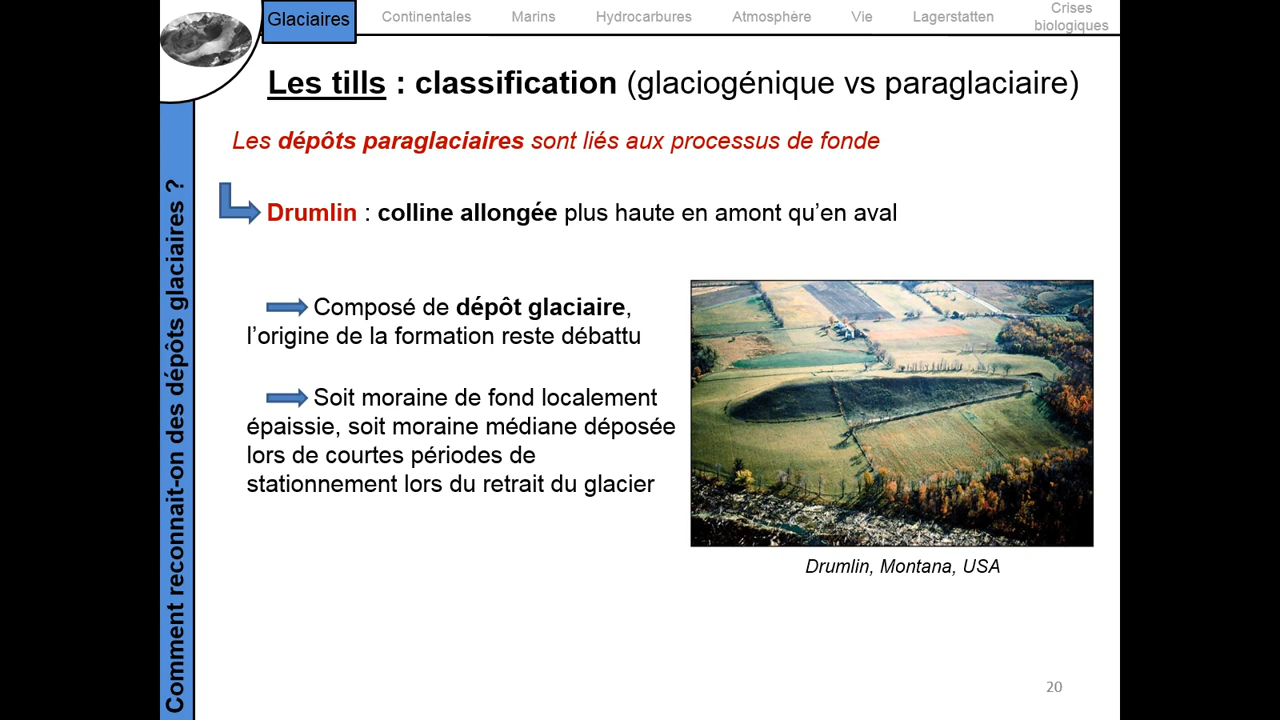 Glaciaires
Continentales
Marins
Hydrocarbures
Atmosphère
Vie
Lagerstatten
Crises
biologiques
Les tills : classification (glaciogénique vs paraglaciaire)
Les dépôts paraglaciaires sont liés aux processus de fonde
Drumlin : colline allongée plus haute en amont qu’en aval
Composé de dépôt glaciaire,
l’origine de la formation reste débattu
Soit moraine de fond localement
épaissie, soit moraine médiane déposée
lors de courtes périodes de
stationnement lors du retrait du glacier
Drumlin, Montana, USA
Comment reconnait-on des dépôts glaciaires ?
20